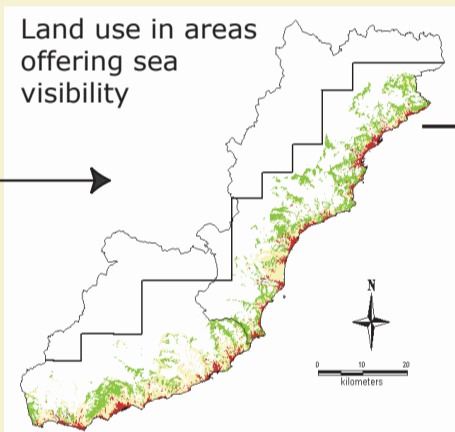 Land use in areas
offering sea
visibility
N
0 10 20
kilometers